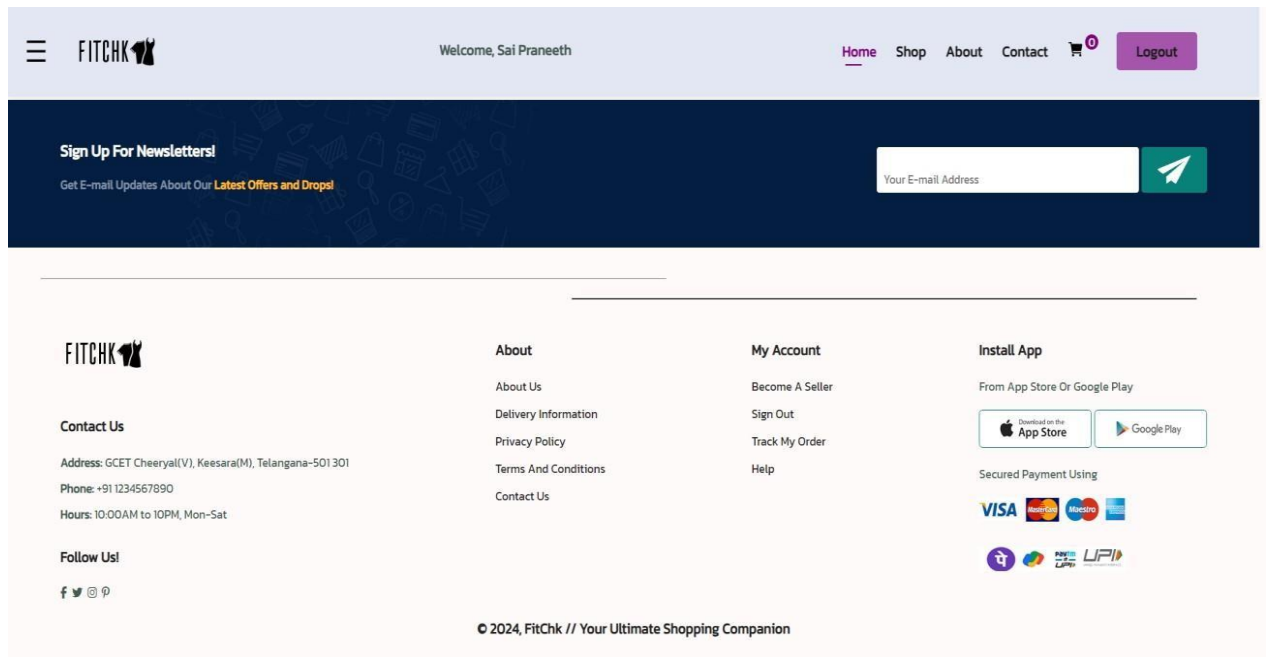 FITCHK
Welcome, Sai Praneeth
Home Shop About Contact 0 Logout
Sign Up For Newsletters!
Get E-mail Updates About Our Latest Offers and Drops!
Your E-mail Address
FITCHK
Contact Us
Address: GCET Cheeryal(V), Keesara(M), Telangana-501 301
Phone: +91 1234567890
Hours: 10:00AM to 10PM, Mon-Sat
Follow Us!
About
About Us
Delivery Information
Privacy Policy
Terms And Conditions
Contact Us
My Account
Become A Seller
Sign Out
Track My Order
Help
Install App
From App Store Or Google Play
Download on the
App Store
Google Play
Secured Payment Using
VISA MasterCard Maestro
पे Paytm UPI UPI
© 2024, FitChk // Your Ultimate Shopping Companion